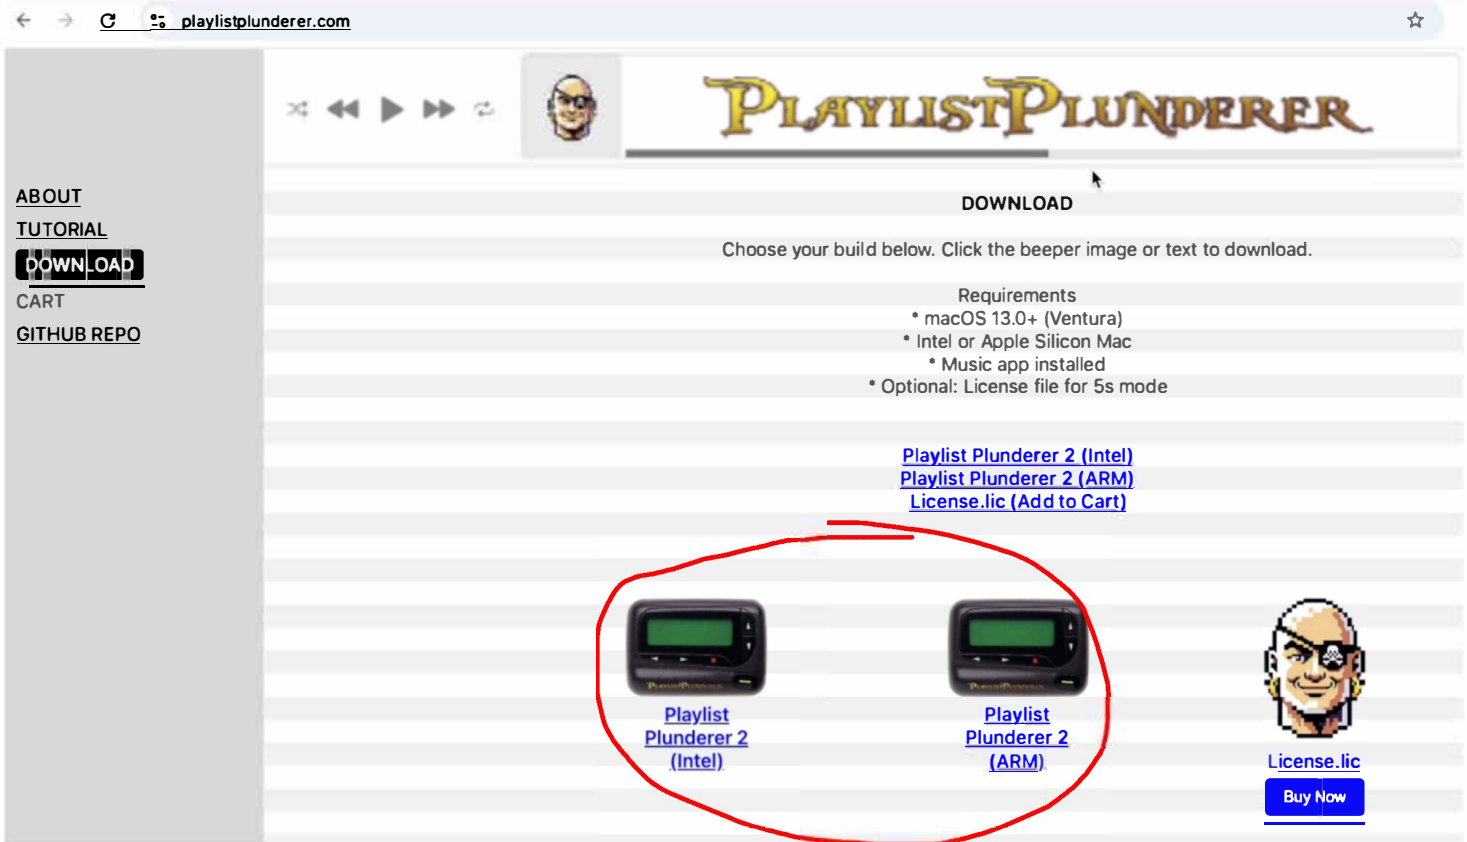 playlistplunderer.com
PLAYLISTPLUNDERER
ABOUT
TUTORIAL
DOWNLOAD
CART
GITHUB REPO
DOWNLOAD
Choose your build below. Click the beeper image or text to download.
Requirements
* macOS 13.0+ (Ventura)
* Intel or Apple Silicon Mac
* Music app installed
* Optional: License file for 5s mode
Playlist Plunderer 2 (Intel)
Playlist Plunderer 2 (ARM)
License.lic (Add to Cart)
PLAYLISTPLUNDERER
Playlist
Plunderer 2
(Intel)
PLAYLISTPLUNDERER
Playlist
Plunderer 2
(ARM)
License.lic
Buy Now